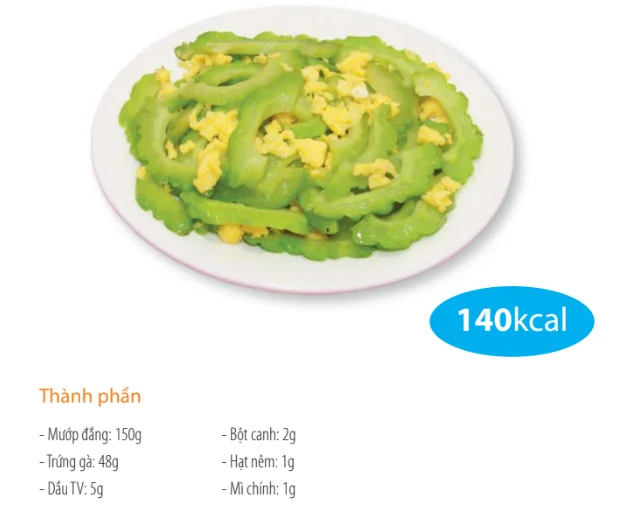 140kcal
Thành phần
- Mướp đắng: 150g
- Trứng gà: 48g
- Dầu TV: 5g
- Bột canh: 2g
- Hạt nêm: 1g
- Mì chính: 1g